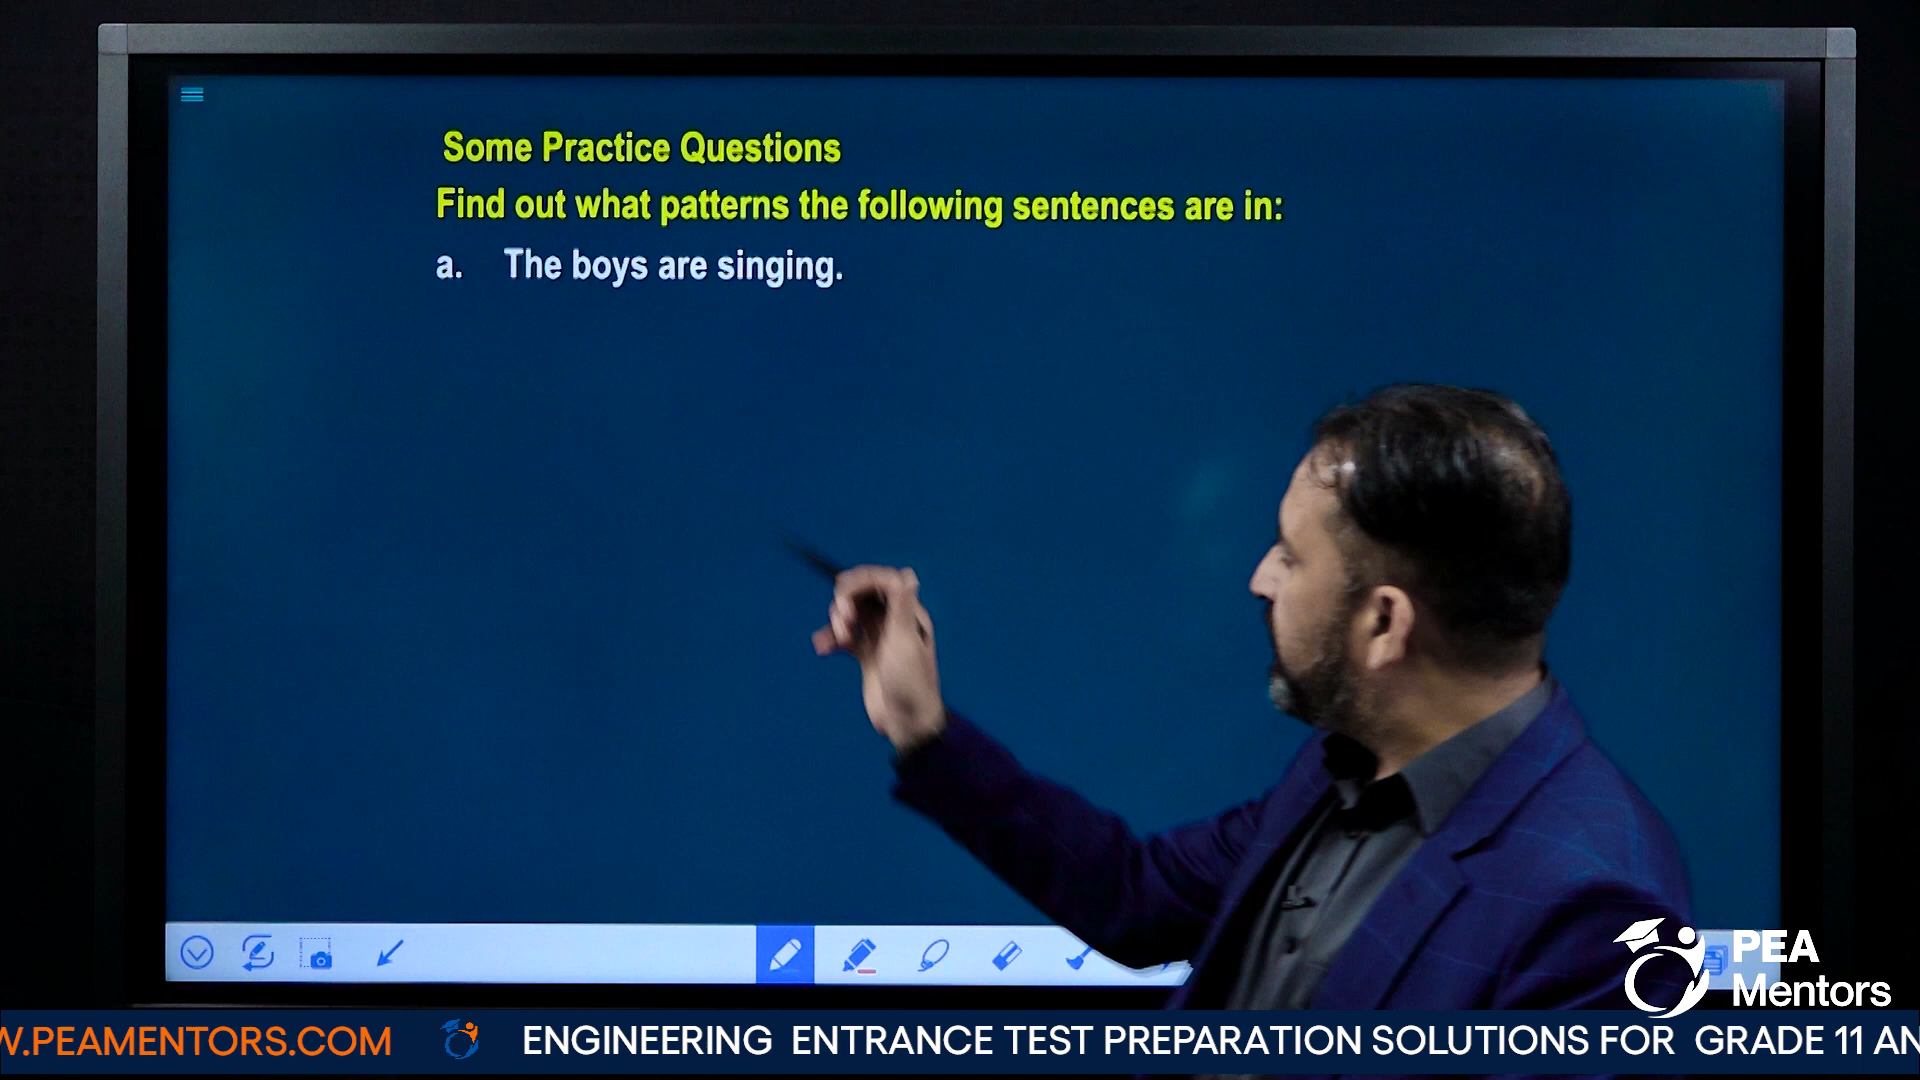 Some Practice Questions
Find out what patterns the following sentences are in:
a. The boys are singing.
PEA
Mentors
W.PEAMENTORS.COM
ENGINEERING ENTRANCE TEST PREPARATION SOLUTIONS FOR GRADE 11 AN